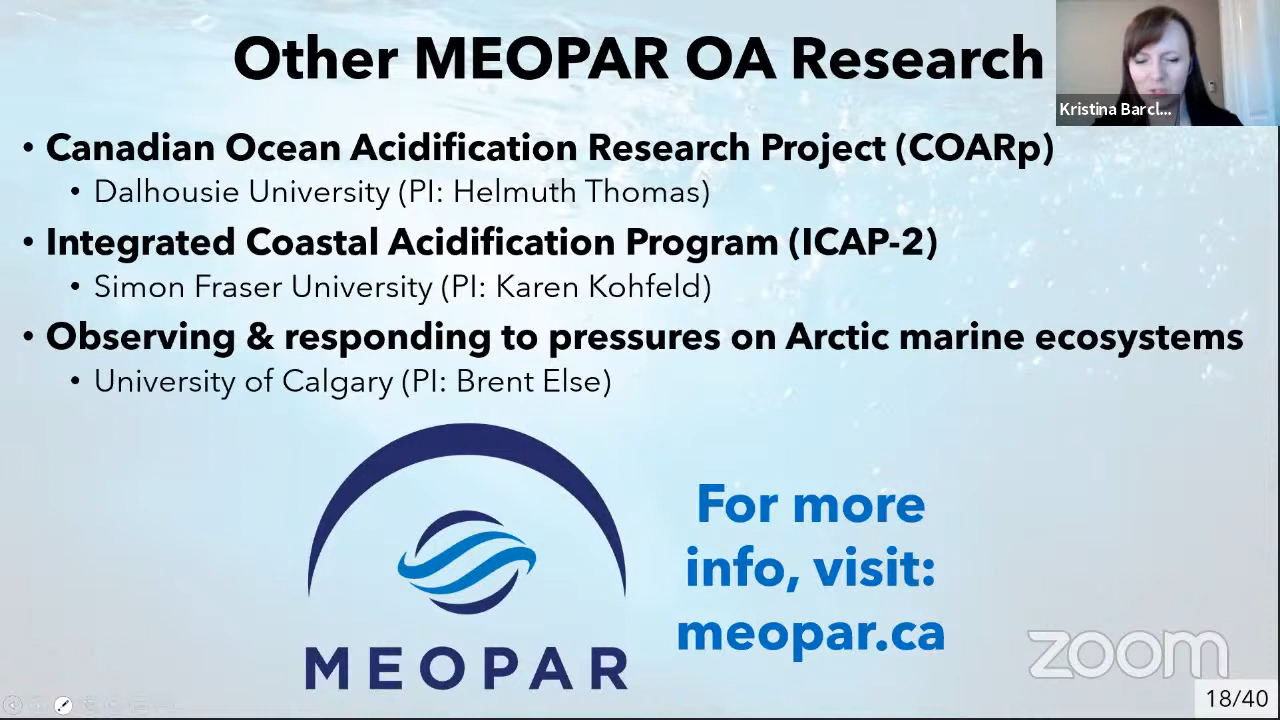 Other MEOPAR OA Research
Kristina Barcl...
• Canadian Ocean Acidification Research Project (COARp)
• Dalhousie University (PI: Helmuth Thomas)
• Integrated Coastal Acidification Program (ICAP-2)
• Simon Fraser University (PI: Karen Kohfeld)
• Observing & responding to pressures on Arctic marine ecosystems
• University of Calgary (PI: Brent Else)
For more
info, visit:
meopar.ca
MEOPAR
zoom
18/40